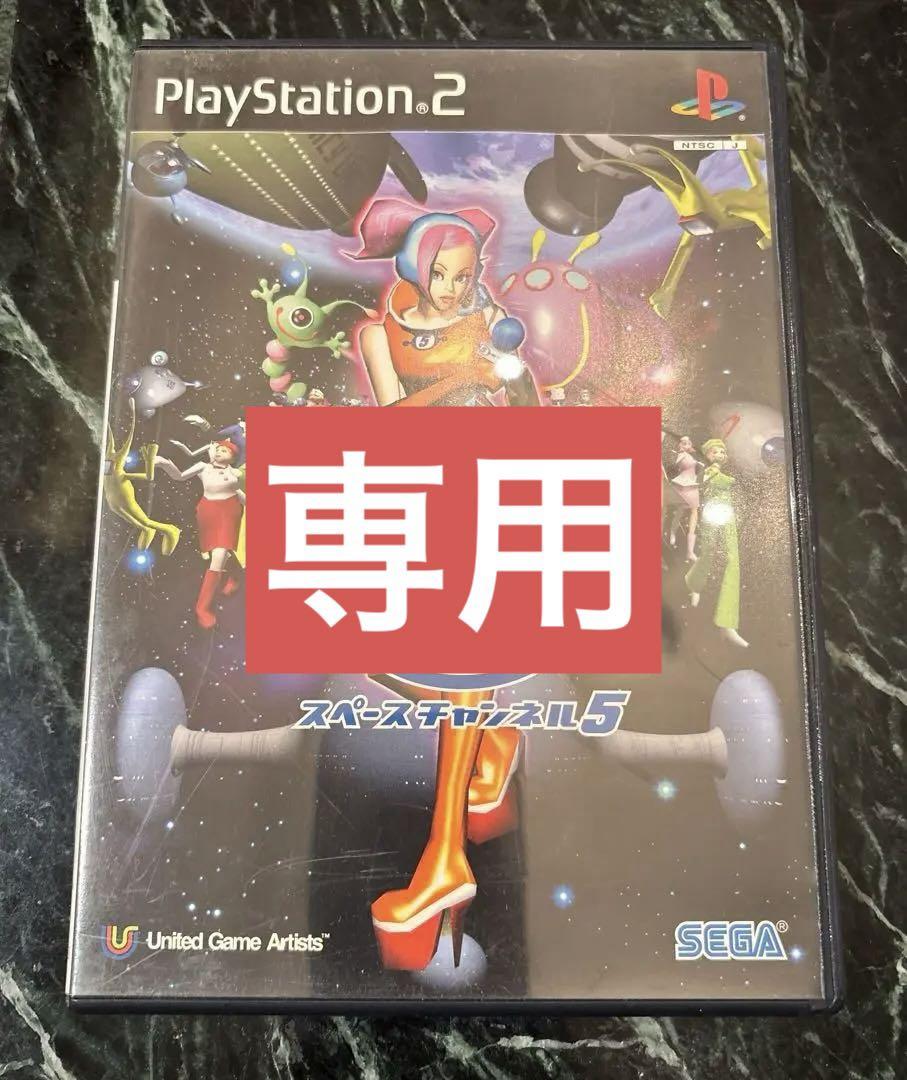 PlayStation®2
NTSC J
5
専用
スペースチャンネル5
United Game Artists™
SEGA®